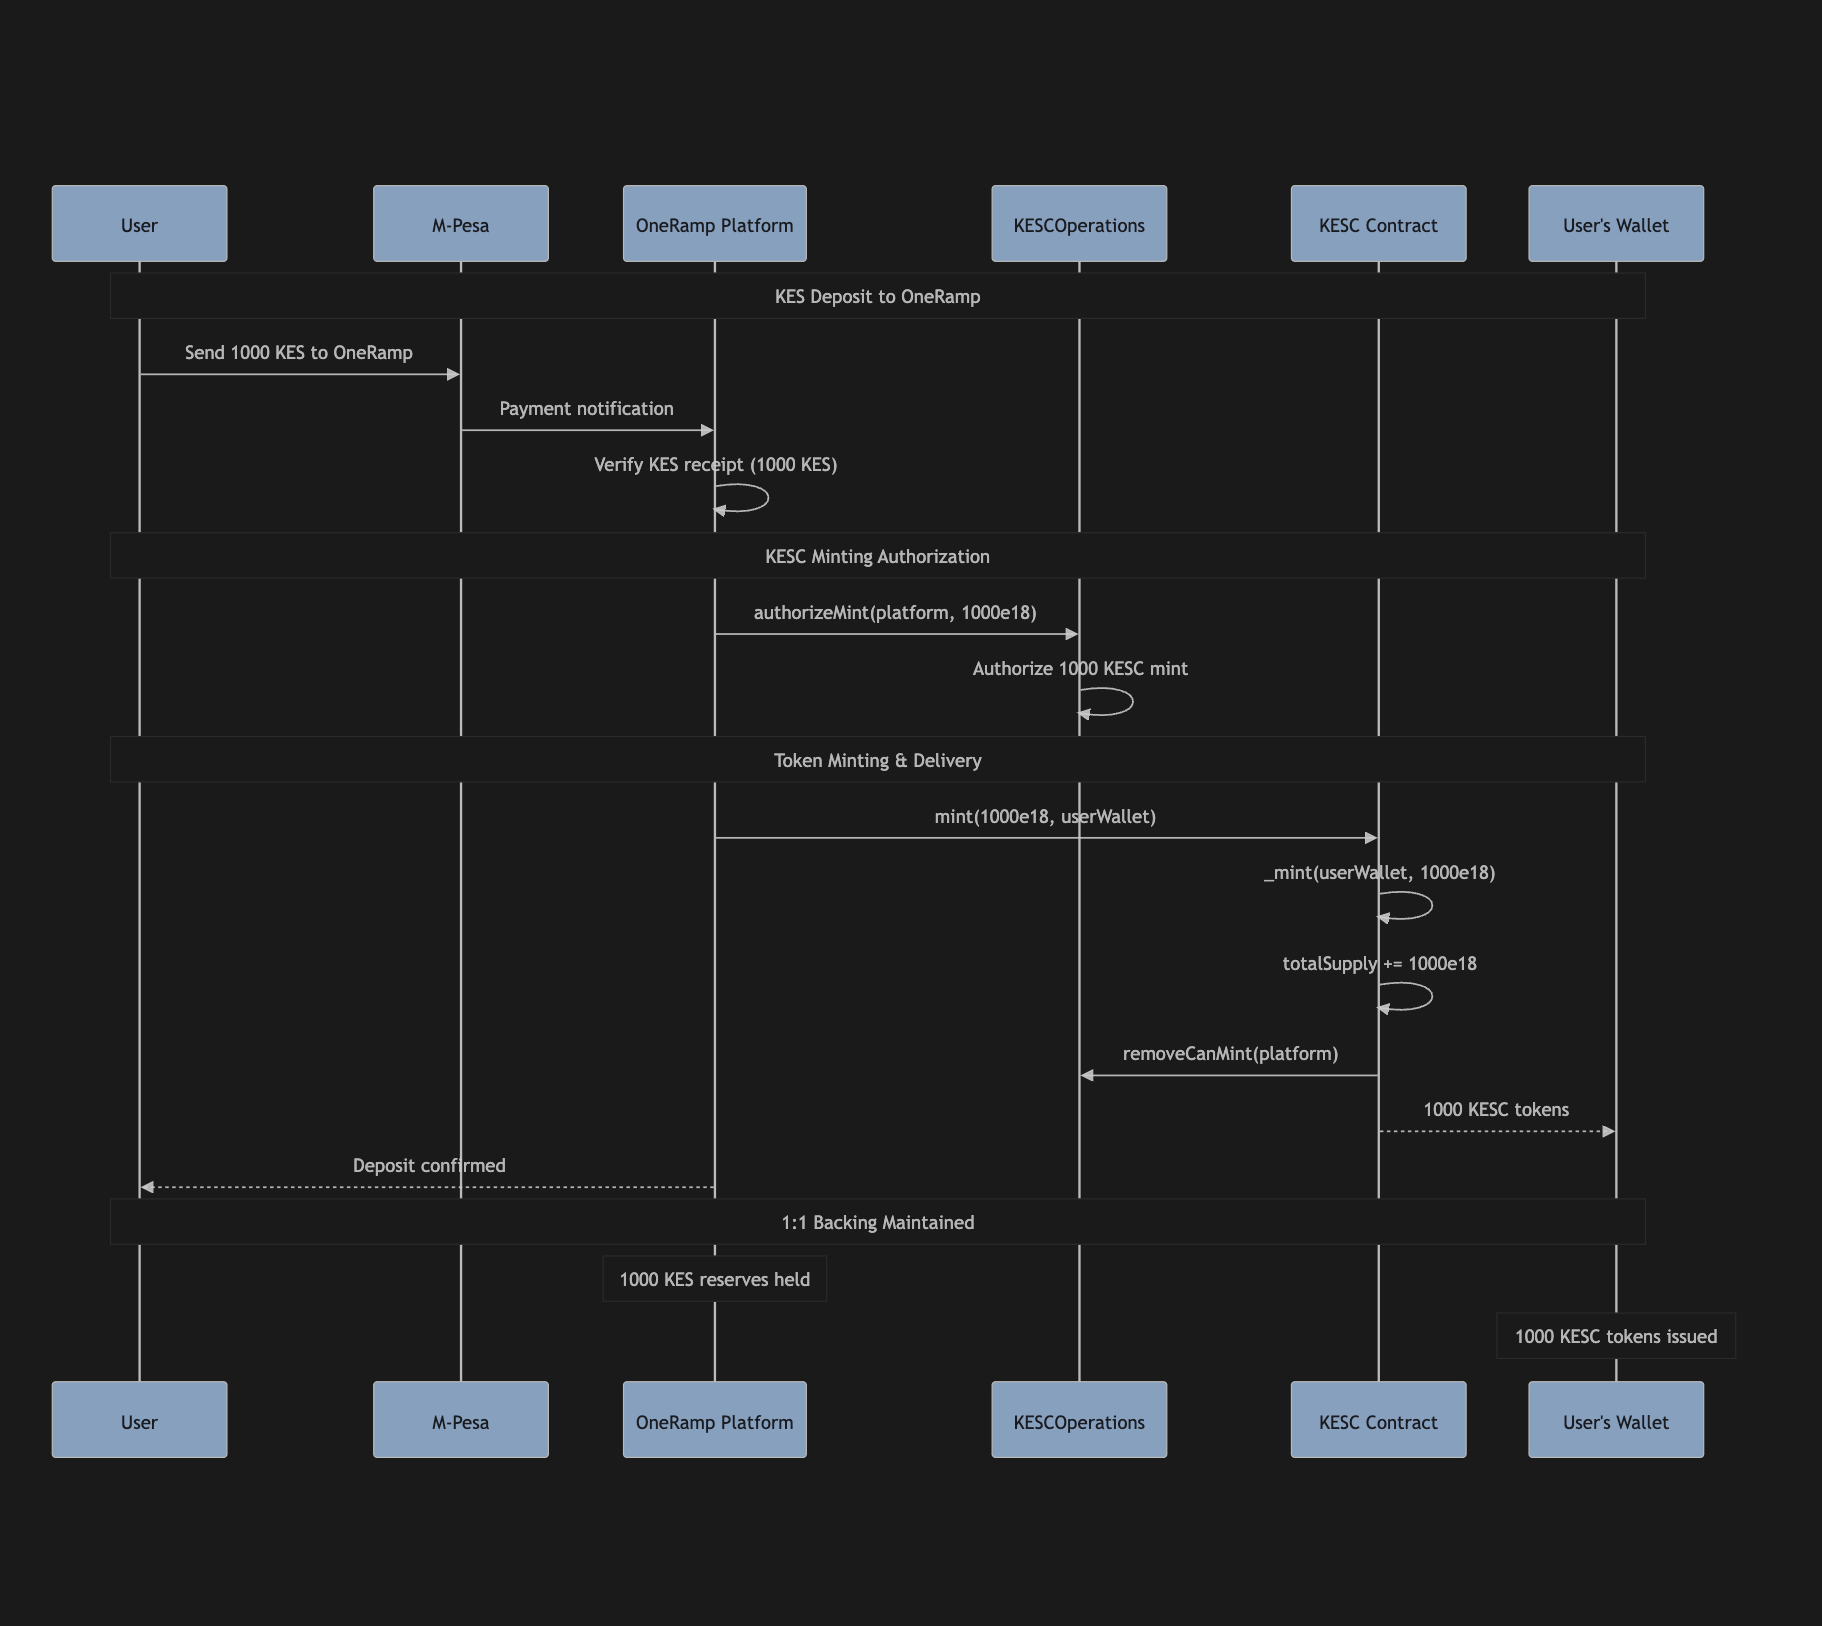 User
M-Pesa
OneRamp Platform
KESCOperations
KESC Contract
User's Wallet
KES Deposit to OneRamp
Send 1000 KES to OneRamp
Payment notification
Verify KES receipt (1000 KES)
KESC Minting Authorization
authorizeMint(platform, 1000e18)
Authorize 1000 KESC mint
Token Minting & Delivery
mint(1000e18, userWallet)
_mint(userWallet, 1000e18)
totalSupply += 1000e18
removeCanMint(platform)
1000 KESC tokens
Deposit confirmed
1:1 Backing Maintained
1000 KES reserves held
1000 KESC tokens issued
User
M-Pesa
OneRamp Platform
KESCOperations
KESC Contract
User's Wallet